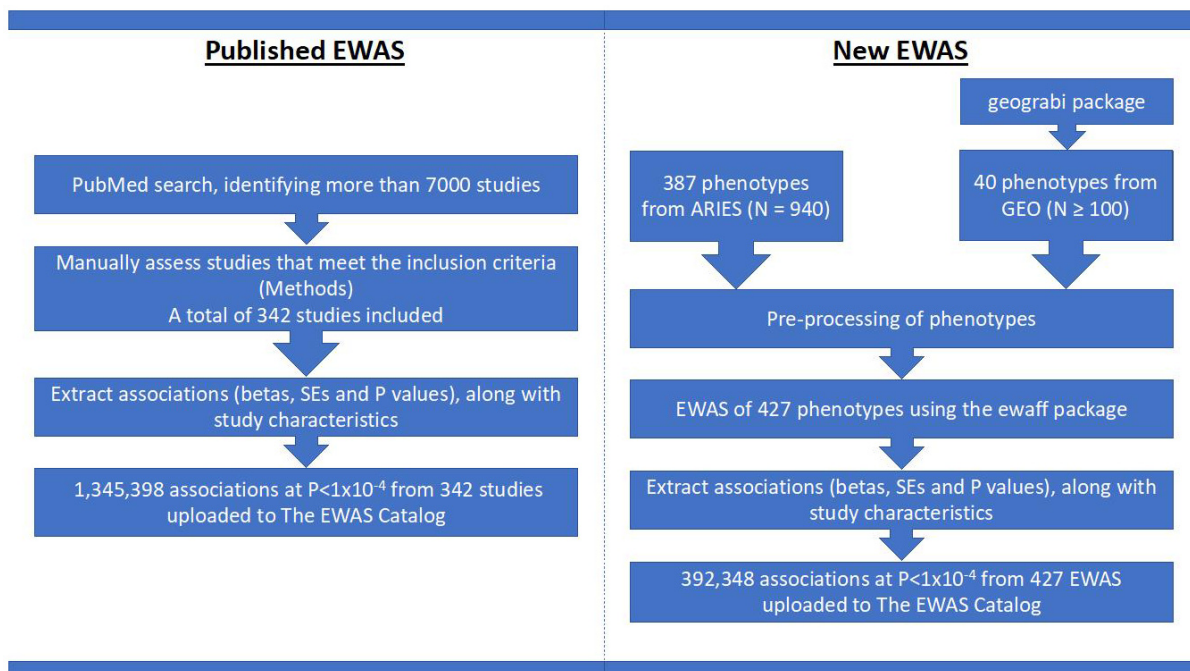 Published EWAS
PubMed search, identifying more than 7000 studies
Manually assess studies that meet the inclusion criteria
(Methods)
A total of 342 studies included
Extract associations (betas, SEs and P values), along with
study characteristics
1,345,398 associations at P<1x10⁻⁴ from 342 studies
uploaded to The EWAS Catalog
New EWAS
geograbi package
387 phenotypes
from ARIES (N = 940)
40 phenotypes from
GEO (N ≥ 100)
Pre-processing of phenotypes
EWAS of 427 phenotypes using the ewaff package
Extract associations (betas, SEs and P values), along with
study characteristics
392,348 associations at P<1x10⁻⁴ from 427 EWAS
uploaded to The EWAS Catalog